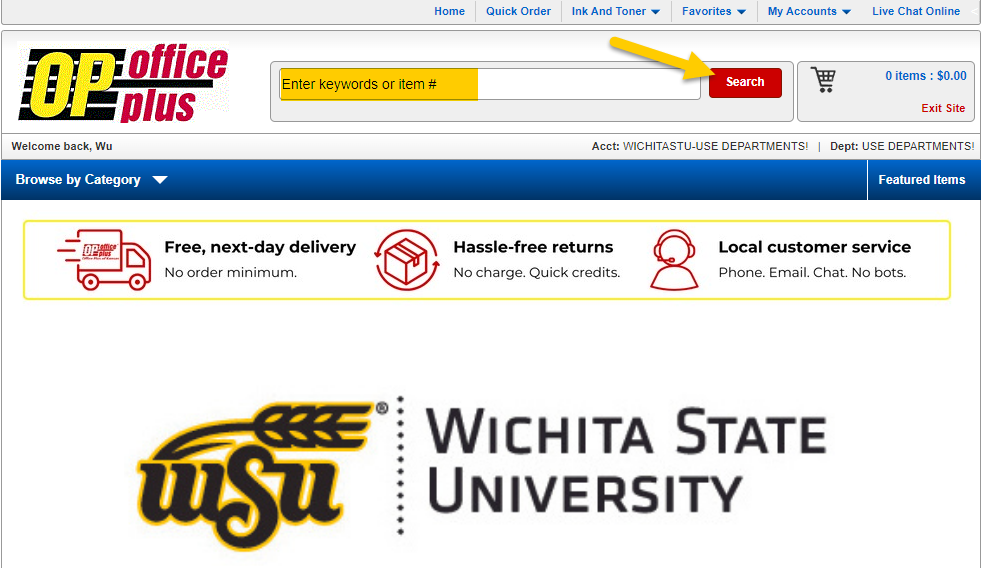 Home Quick Order Ink And Toner Favorites My Accounts Live Chat Online
OP office plus
Enter keywords or item #
Search
0 items : $0.00
Exit Site
Welcome back, Wu
Acct: WICHITASTU-USE DEPARTMENTS! | Dept: USE DEPARTMENTS!
Browse by Category
Featured Items
OP office plus
Free, next-day delivery
No order minimum.
Hassle-free returns
No charge. Quick credits.
Local customer service
Phone. Email. Chat. No bots.
WSU ®
WICHITA STATE
UNIVERSITY